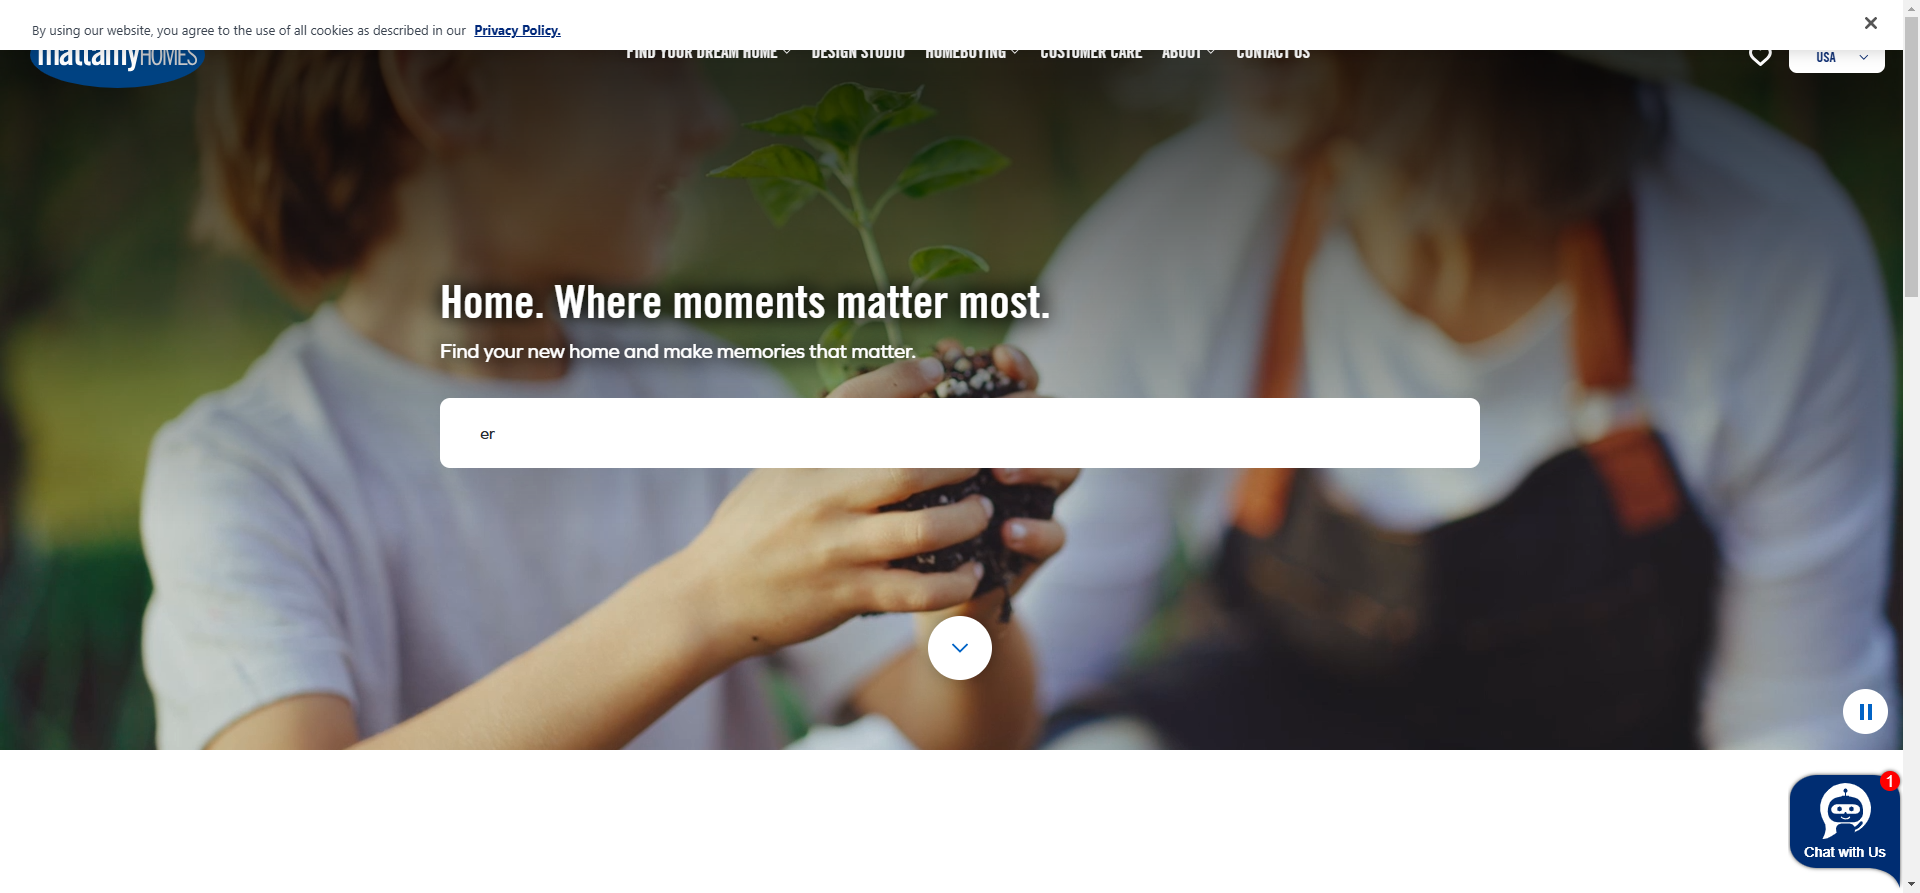 By using our website, you agree to the use of all cookies as described in our Privacy Policy.
mattamyHOMES
FIND YOUR DREAM HOME
DESIGN STUDIO
HOMEBUYING
CUSTOMER CARE
ABOUT
CONTACT US
USA
Home. Where moments matter most.
Find your new home and make memories that matter.
er
1
Chat with Us